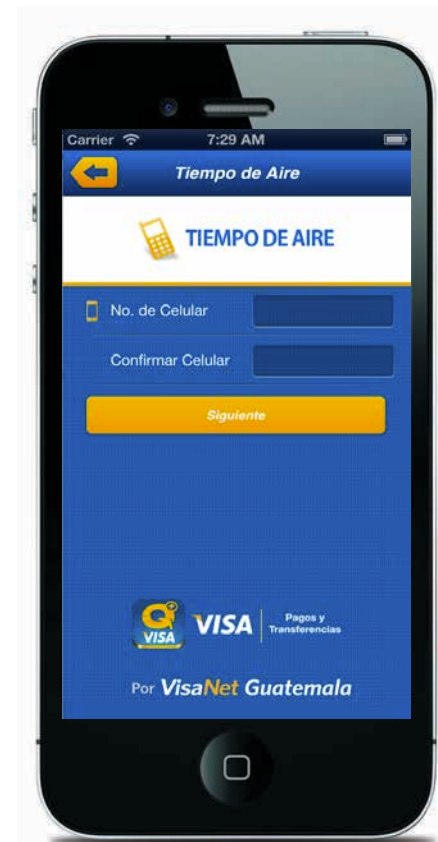 Carrier 7:29 AM
Tiempo de Aire
TIEMPO DE AIRE
No. de Celular
Confirmar Celular
Siguiente
Q+ VISA
VISA Pagos y
Transferencias
Por VisaNet Guatemala